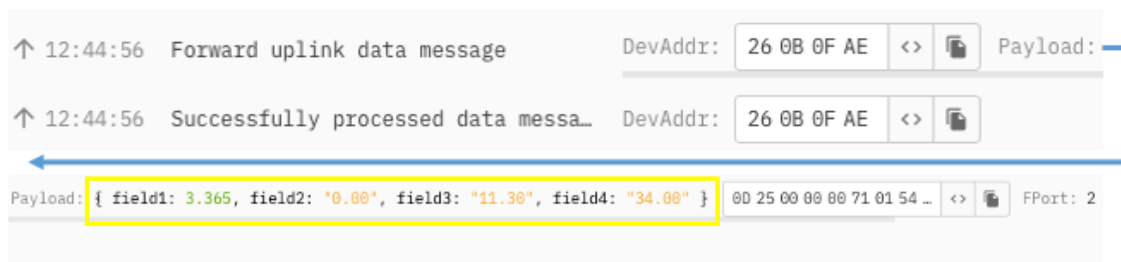 ↑ 12:44:56 Forward uplink data message DevAddr: 26 0B 0F AE <> Payload:
↑ 12:44:56 Successfully processed data messa… DevAddr: 26 0B 0F AE <>
Payload: { field1: 3.365, field2: "0.00", field3: "11.30", field4: "34.00" } 0D 25 00 00 00 71 01 54 … <> FPort: 2